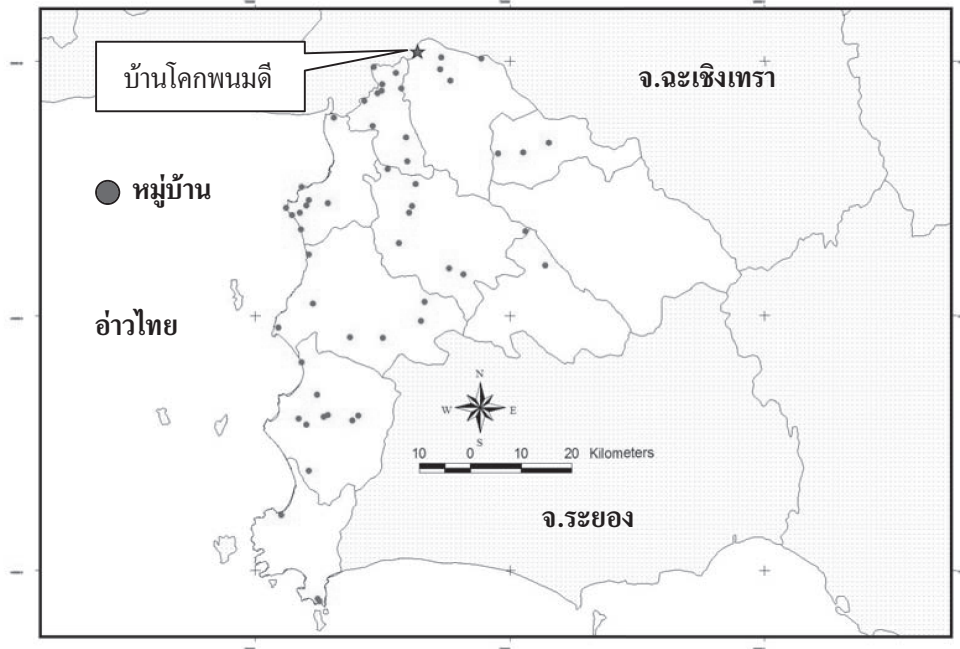 บ้านโคกพนมดี
จ.ฉะเชิงเทรา
หมู่บ้าน
อ่าวไทย
N
W E
S
10 0 10 20 Kilometers
จ.ระยอง